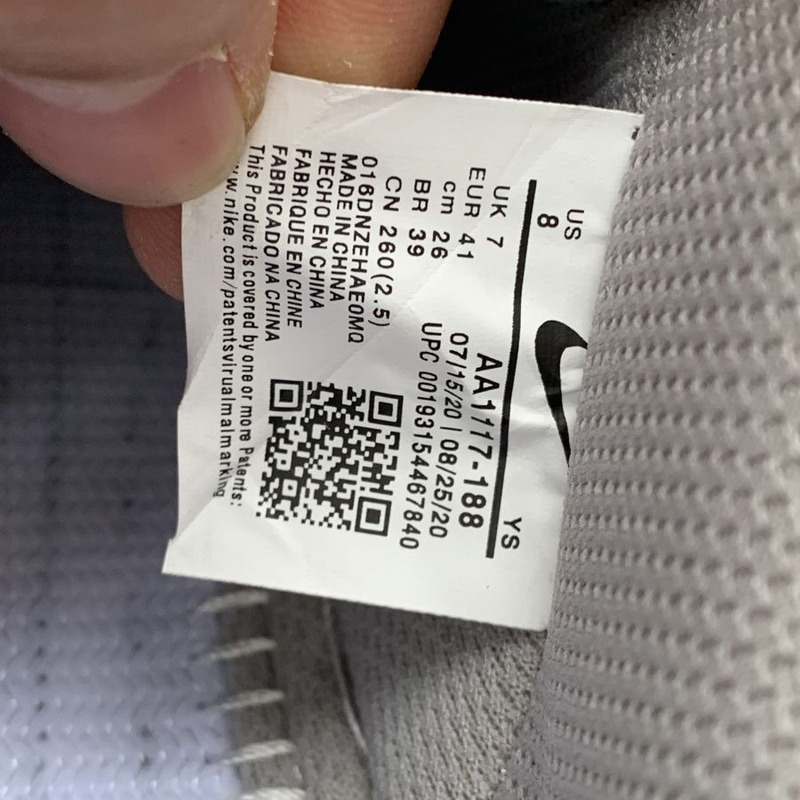 US
8
YS
UK 7
EUR 41
cm 26
BR 39
CN 260(2.5)
AA1117-188
07/15/20 | 08/25/20
UPC 00193154467840
016DNZEHAE0MQ
MADE IN CHINA
HECHO EN CHINA
FABRIQUE EN CHINE
FABRICADO NA CHINA
This Product is covered by one or more Patents:
www.nike.com/patentsvirualmalmarking